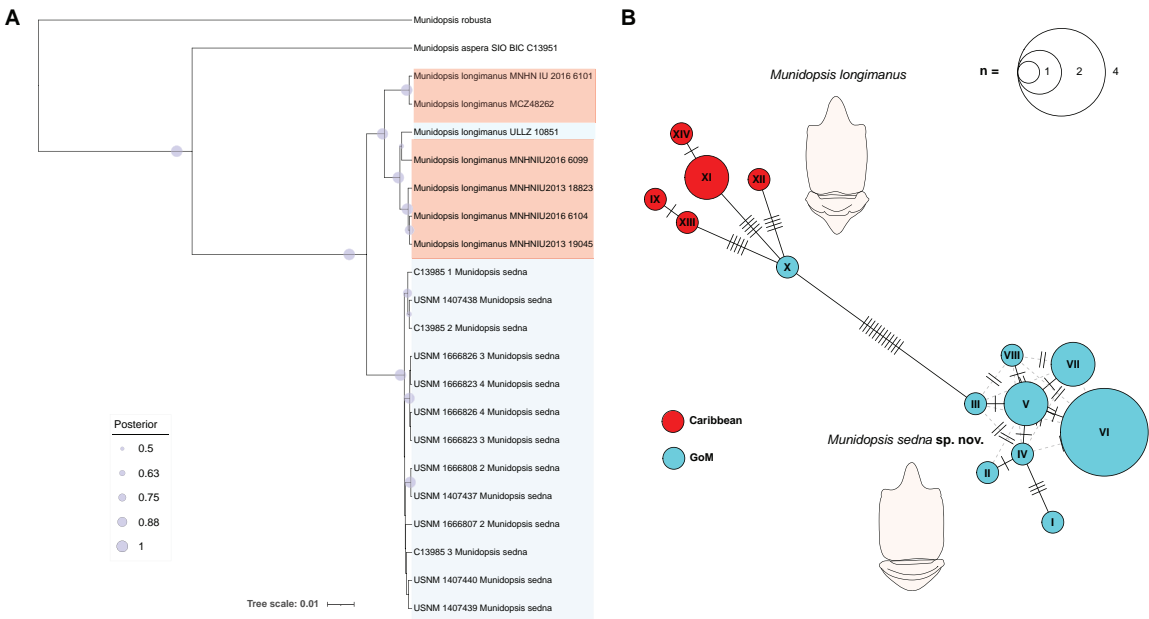 A
Munidopsis robusta
Munidopsis aspera SIO BIC C13951
Munidopsis longimanus MNHN IU 2016 6101
Munidopsis longimanus MCZ48262
Munidopsis longimanus ULLZ 10851
Munidopsis longimanus MNHNIU2016 6099
Munidopsis longimanus MNHNIU2013 18823
Munidopsis longimanus MNHNIU2016 6104
Munidopsis longimanus MNHNIU2013 19045
C13985 1 Munidopsis sedna
USNM 1407438 Munidopsis sedna
C13985 2 Munidopsis sedna
USNM 1666826 3 Munidopsis sedna
USNM 1666823 4 Munidopsis sedna
USNM 1666826 4 Munidopsis sedna
USNM 1666823 3 Munidopsis sedna
USNM 1666808 2 Munidopsis sedna
USNM 1407437 Munidopsis sedna
USNM 1666807 2 Munidopsis sedna
C13985 3 Munidopsis sedna
USNM 1407440 Munidopsis sedna
USNM 1407439 Munidopsis sedna
Posterior
0.5
0.63
0.75
0.88
1
Tree scale: 0.01
B
n =
1
2
4
Munidopsis longimanus
XIV
XI
XII
IX
XIII
X
VIII
VII
III
V
VI
IV
II
I
Caribbean
GoM
Munidopsis sedna sp. nov.